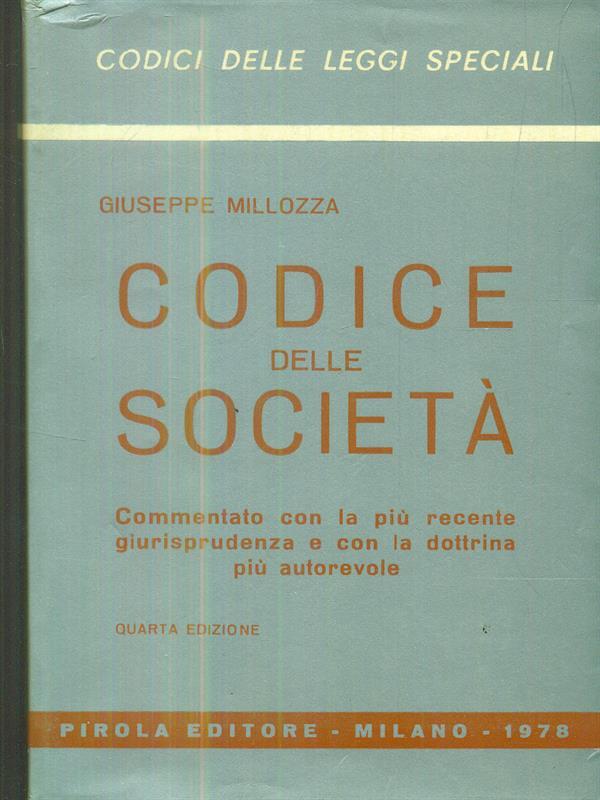 CODICI DELLE LEGGI SPECIALI
GIUSEPPE MILLOZZA
CODICE
DELLE
SOCIETÀ
Commentato con la più recente
giurisprudenza e con la dottrina
più autorevole
QUARTA EDIZIONE
PIROLA EDITORE - MILANO - 1978